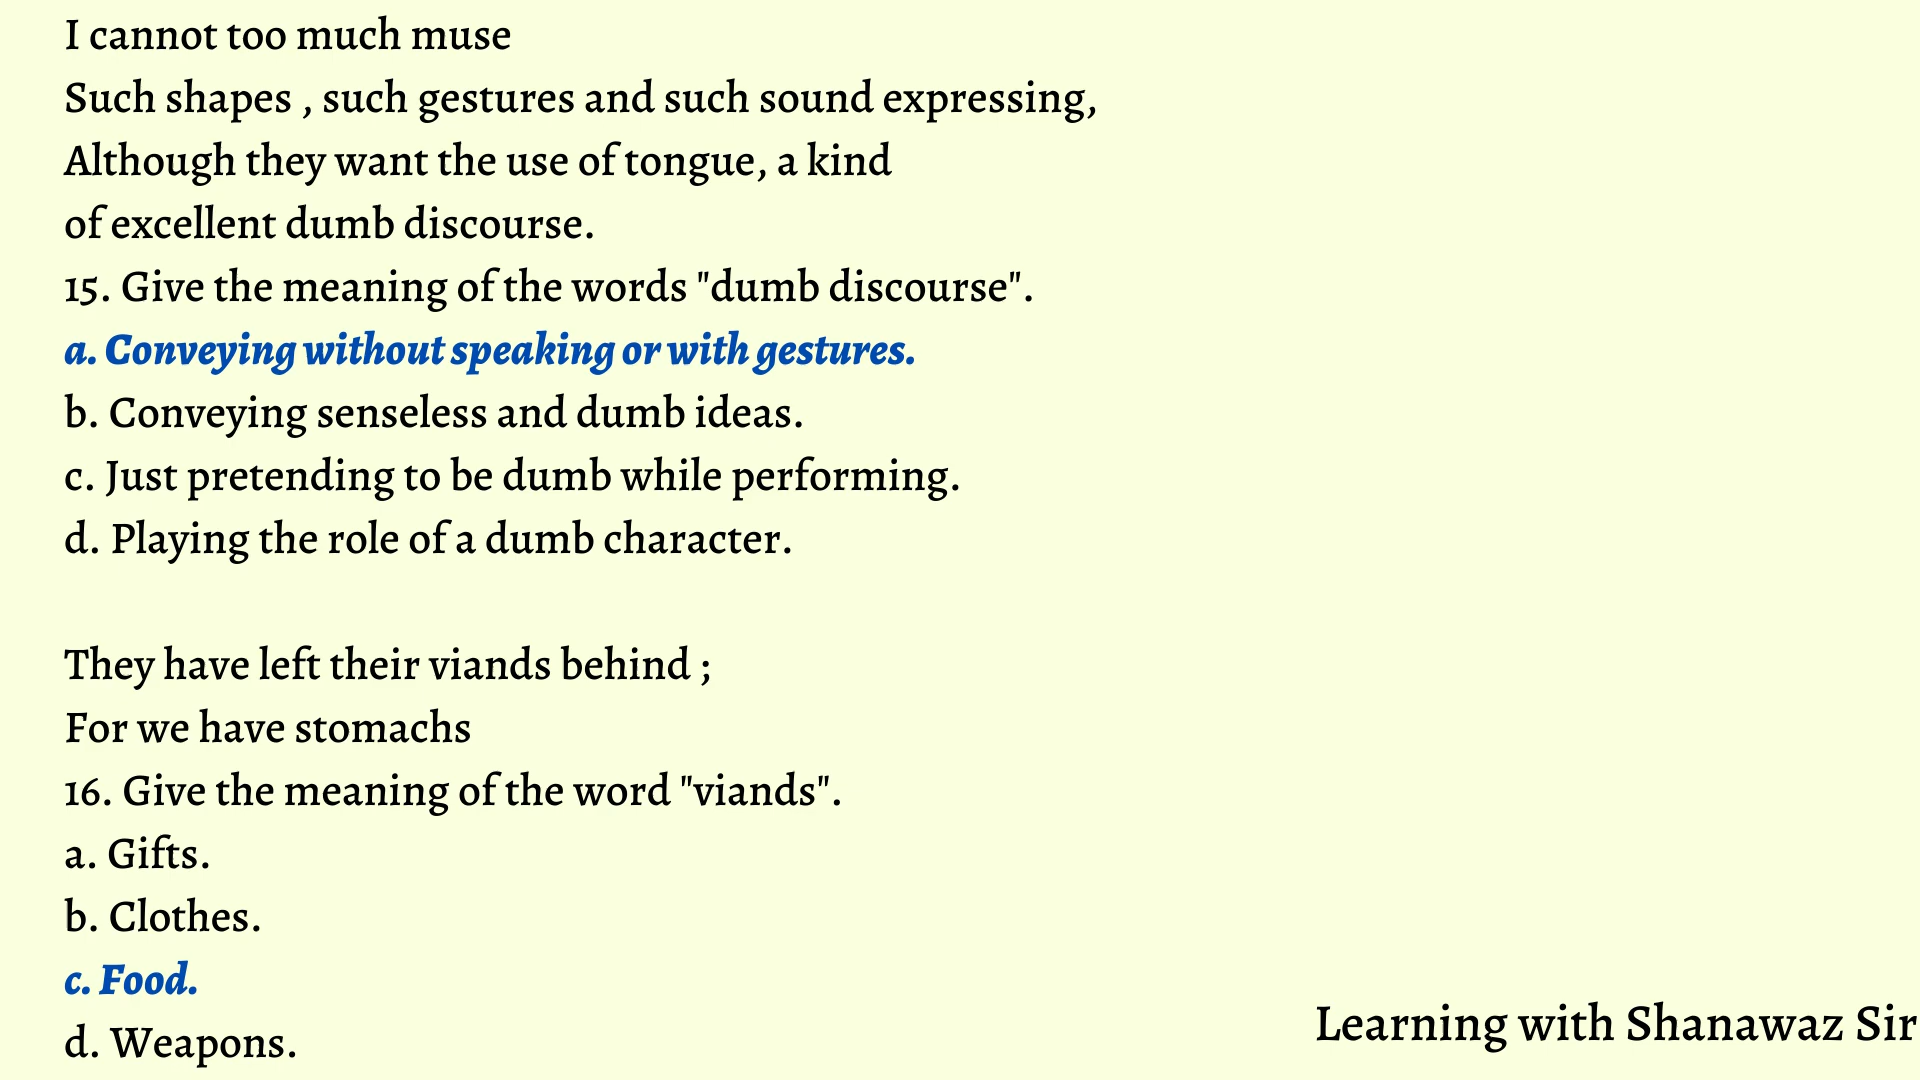 I cannot too much muse
Such shapes , such gestures and such sound expressing,
Although they want the use of tongue, a kind
of excellent dumb discourse.
15. Give the meaning of the words "dumb discourse".
a. Conveying without speaking or with gestures.
b. Conveying senseless and dumb ideas.
c. Just pretending to be dumb while performing.
d. Playing the role of a dumb character.
They have left their viands behind ;
For we have stomachs
16. Give the meaning of the word "viands".
a. Gifts.
b. Clothes.
c. Food.
d. Weapons.
Learning with Shanawaz Sir